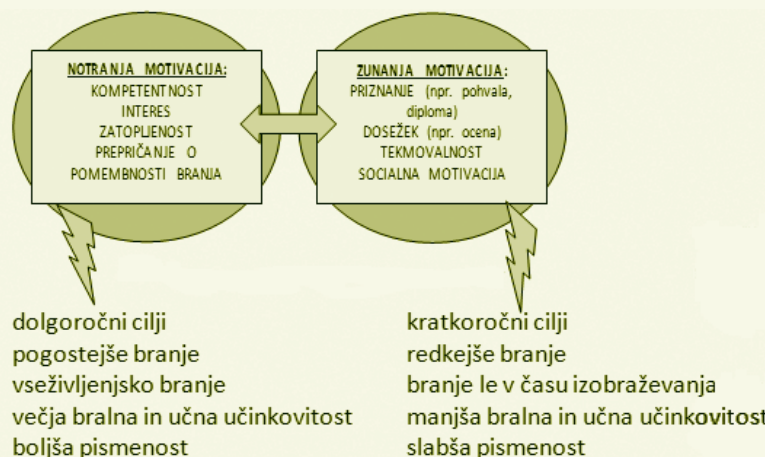 NOTRANJA MOTIVACIJA:
KOMPETENTNOST
INTERES
ZATOPLJENOST
PREPRIČANJE O
POMEMBNOSTI BRANJA
ZUNANJA MOTIVACIJA:
PRIZNANJE (npr. pohvala,
diploma)
DOSEŽEK (npr. ocena)
TEKMOVALNOST
SOCIALNA MOTIVACIJA
dolgoročni cilji
pogostejše branje
vseživljenjsko branje
večja bralna in učna učinkovitost
boljša pismenost
kratkoročni cilji
redkejše branje
branje le v času izobraževanja
manjša bralna in učna učinkovitost
slabša pismenost